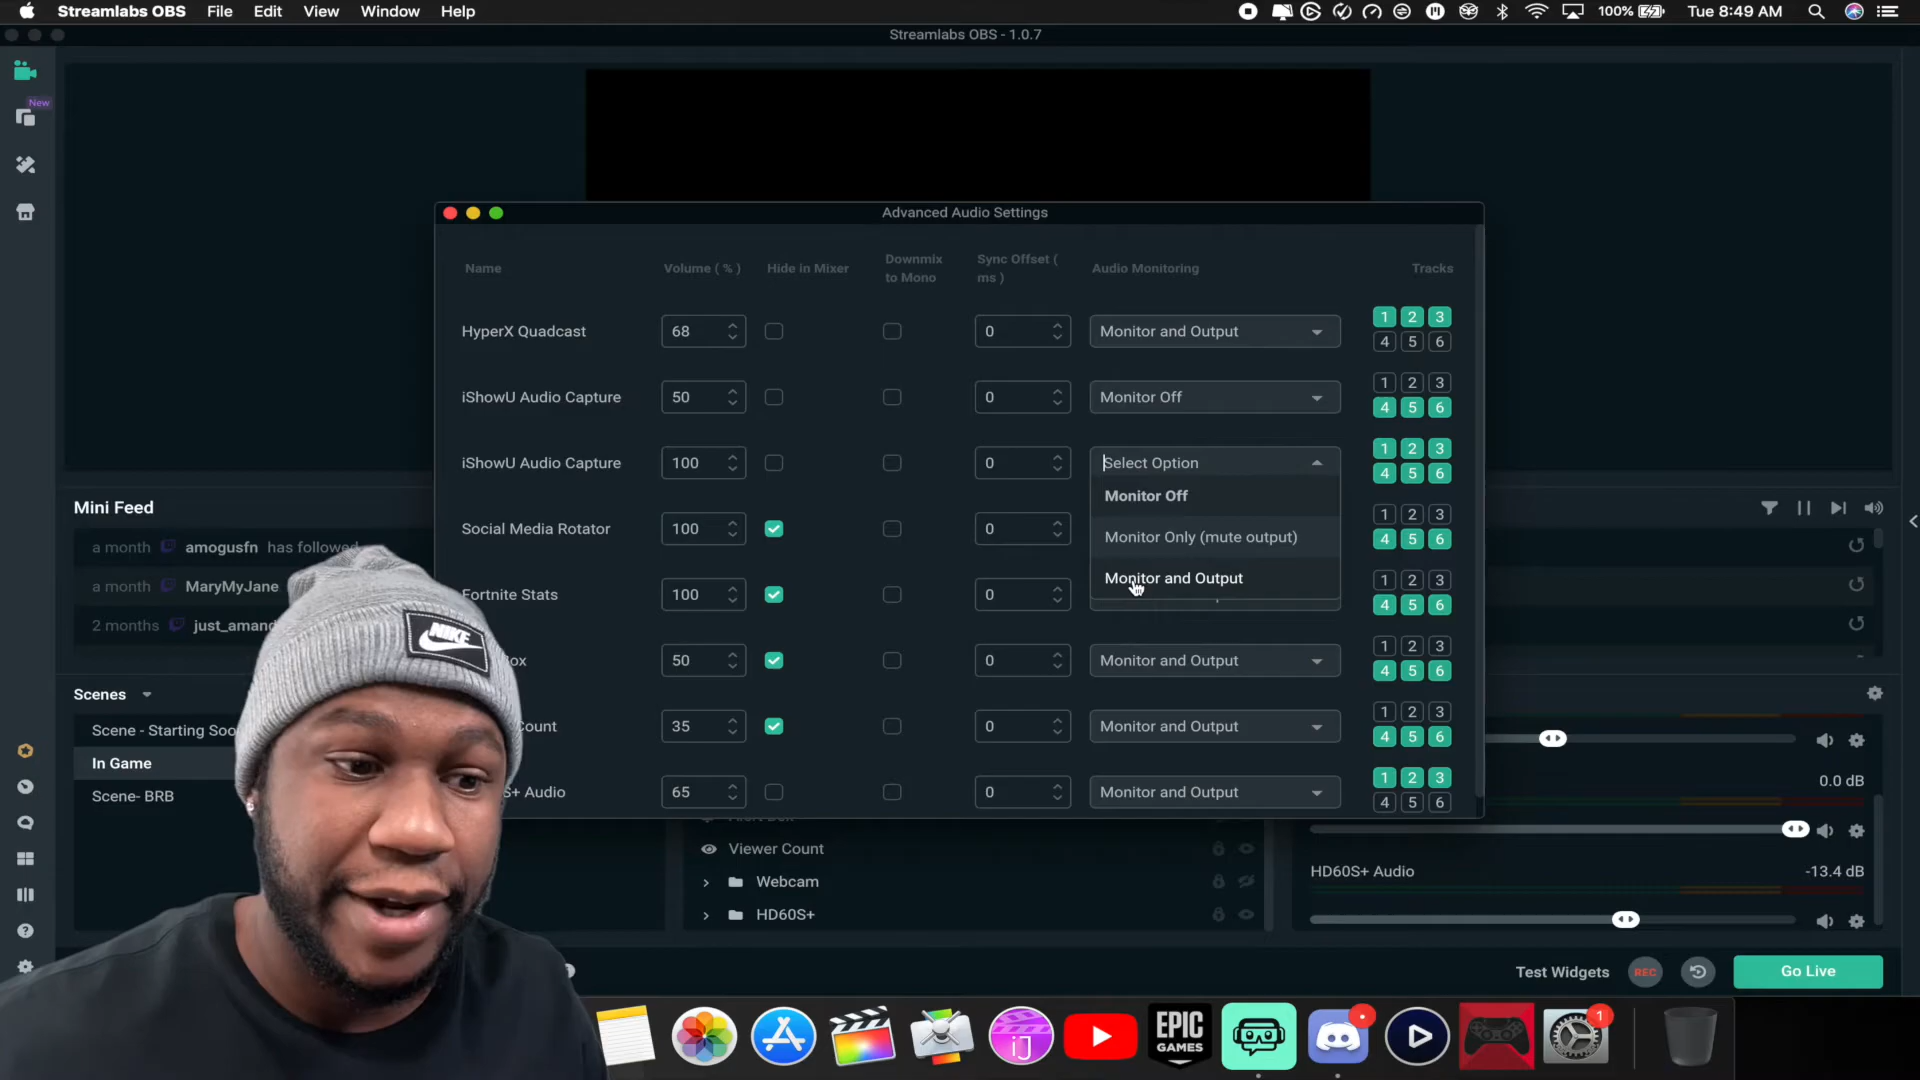 Streamlabs OBS File Edit View Window Help
100% Tue 8:49 AM
Streamlabs OBS - 1.0.7
New
Advanced Audio Settings
Name Volume ( % ) Hide in Mixer Downmix to Mono Sync Offset ( ms ) Audio Monitoring Tracks
HyperX Quadcast 68 0 Monitor and Output 1 2 3
4 5 6
iShowU Audio Capture 50 0 Monitor Off 1 2 3
4 5 6
iShowU Audio Capture 100 0 Select Option 1 2 3
4 5 6
Monitor Off
Monitor Only (mute output)
Monitor and Output
Social Media Rotator 100 0 1 2 3
4 5 6
Fortnite Stats 100 0 1 2 3
4 5 6
ox 50 0 Monitor and Output 1 2 3
4 5 6
Count 35 0 Monitor and Output 1 2 3
4 5 6
S+ Audio 65 0 Monitor and Output 1 2 3
4 5 6
Mini Feed
a month amogusfn has followed
a month MaryMyJane
2 months just_amand
Scenes
Scene - Starting Soo
In Game
Scene- BRB
NIKE
Viewer Count
Webcam
HD60S+
0.0 dB
HD60S+ Audio -13.4 dB
Test Widgets REC Go Live
EPIC
GAMES
iJ
1